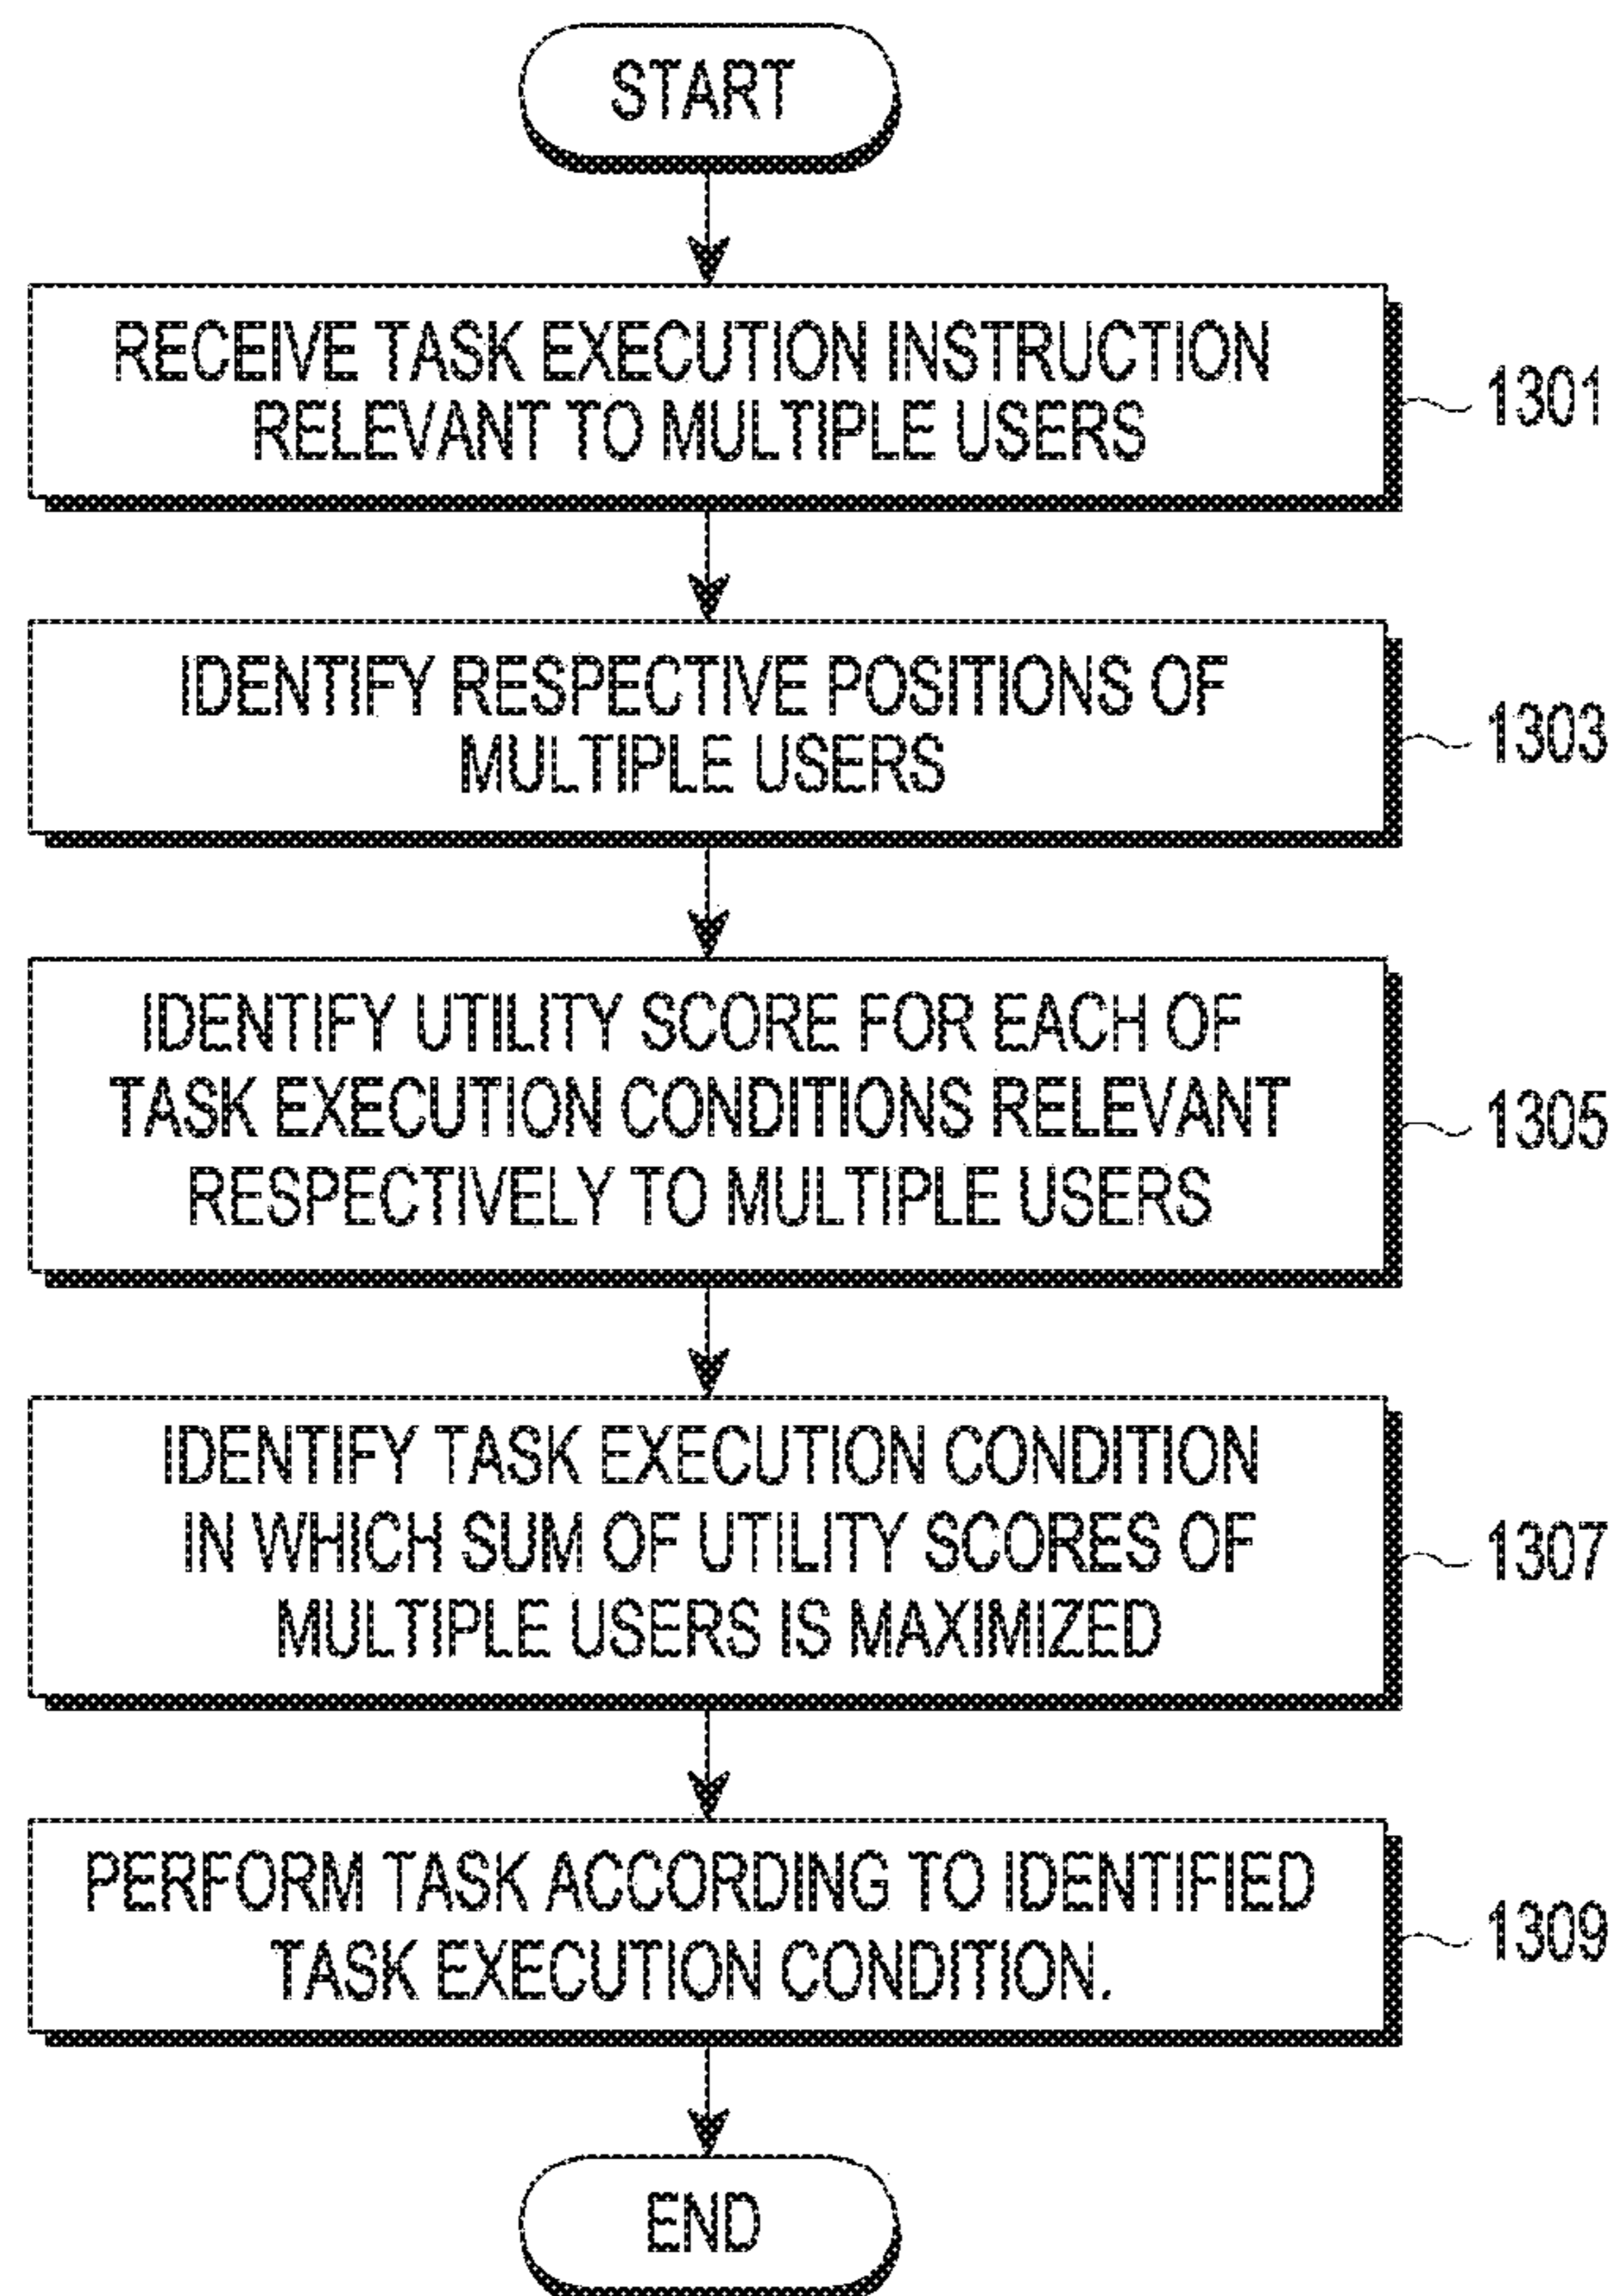 START
RECEIVE TASK EXECUTION INSTRUCTION
RELEVANT TO MULTIPLE USERS
1301
IDENTIFY RESPECTIVE POSITIONS OF
MULTIPLE USERS
1303
IDENTIFY UTILITY SCORE FOR EACH OF
TASK EXECUTION CONDITIONS RELEVANT
RESPECTIVELY TO MULTIPLE USERS
1305
IDENTIFY TASK EXECUTION CONDITION
IN WHICH SUM OF UTILITY SCORES OF
MULTIPLE USERS IS MAXIMIZED
1307
PERFORM TASK ACCORDING TO IDENTIFIED
TASK EXECUTION CONDITION.
1309
END